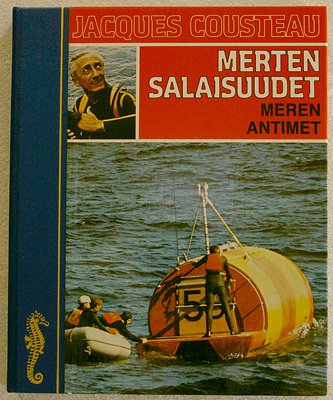 JACQUES COUSTEAU
MERTEN
SALAISUUDET
MEREN
ANTIMET